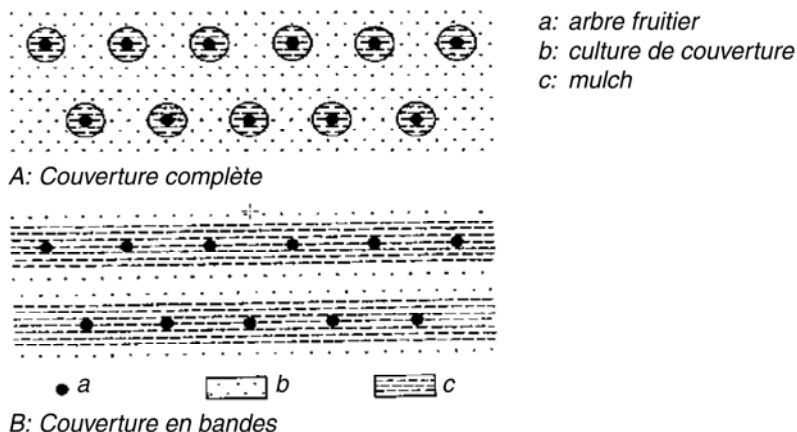 a: arbre fruitier
b: culture de couverture
c: mulch
A: Couverture complète
a
b
c
B: Couverture en bandes